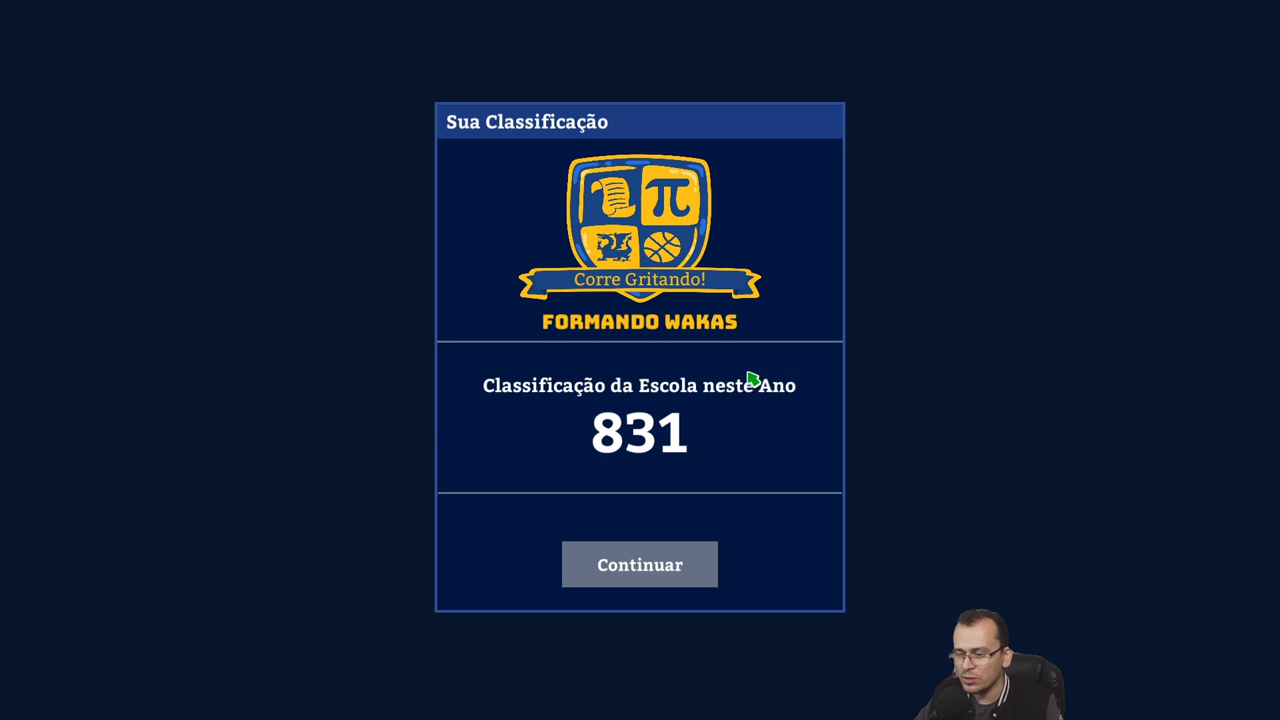 Sua Classificação
π
Corre Gritando!
FORMANDO WAKAS
Classificação da Escola neste Ano
831
Continuar